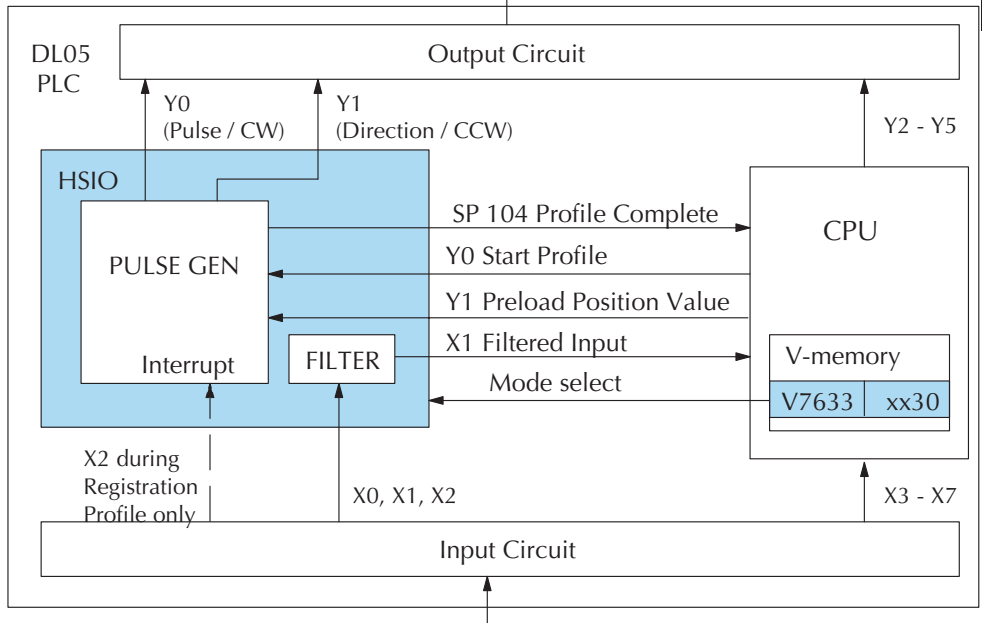 DL05
PLC
Output Circuit
Y0
(Pulse / CW)
Y1
(Direction / CCW)
Y2 - Y5
HSIO
PULSE GEN
Interrupt
FILTER
SP 104 Profile Complete
Y0 Start Profile
Y1 Preload Position Value
X1 Filtered Input
Mode select
CPU
V-memory
V7633 xx30
X2 during
Registration
Profile only
X0, X1, X2
X3 - X7
Input Circuit